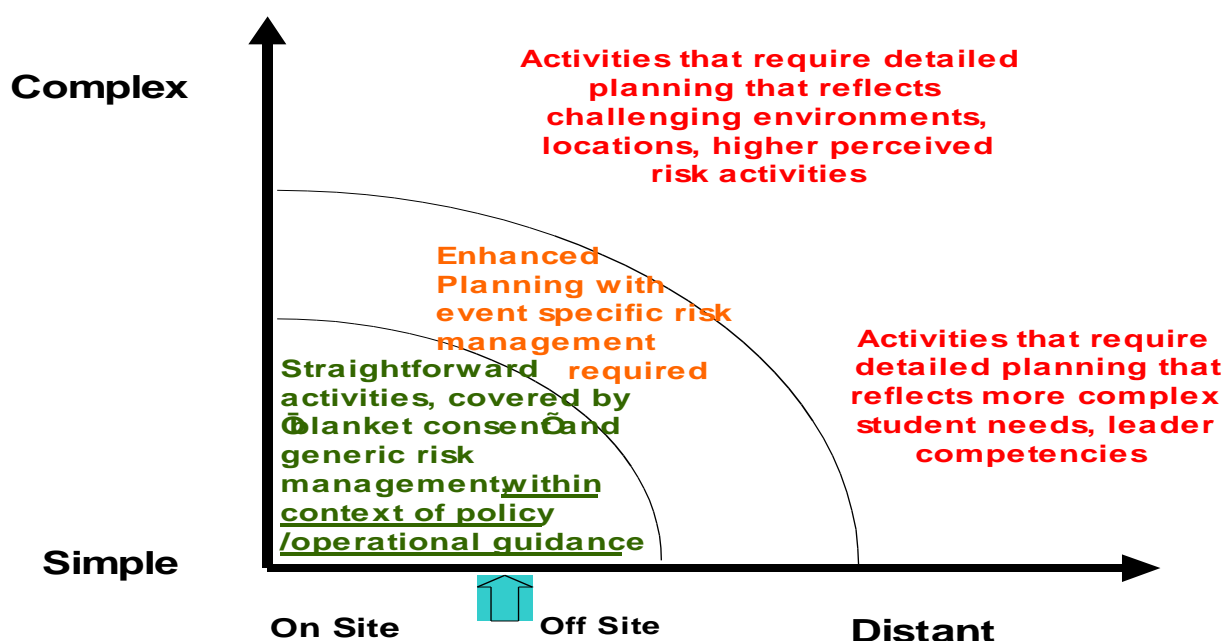 Complex
Activities that require detailed
planning that reflects
challenging environments,
locations, higher perceived
risk activities
Enhanced
Planning with
event specific risk
management
required
Straightforward
activities, covered by
blanket consent and
generic risk
management within
context of policy
/operational guidance
Activities that require
detailed planning that
reflects more complex
student needs, leader
competencies
Simple
On Site
Off Site
Distant